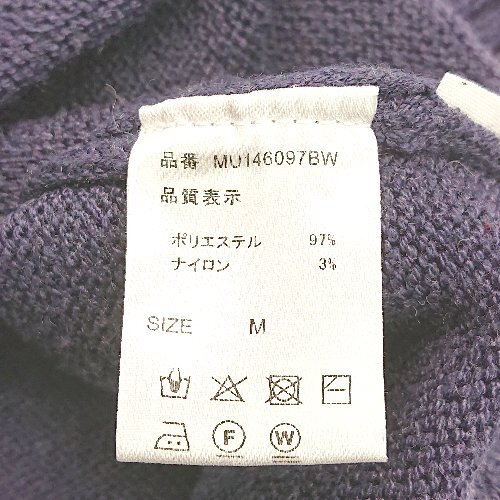 品番 MU146097BW
品質表示
ポリエステル 97%
ナイロン 3%
SIZE M
F W